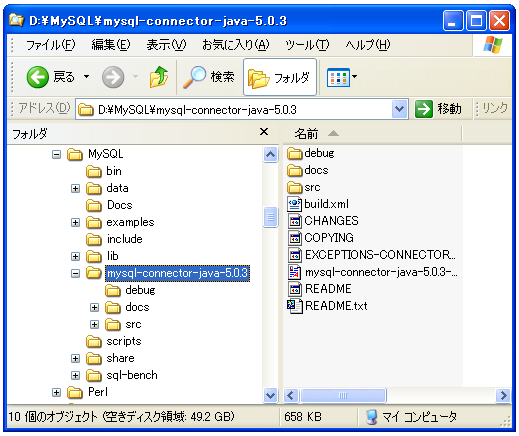 D:¥MySQL¥mysql-connector-java-5.0.3
ファイル(F) 編集(E) 表示(V) お気に入り(A) ツール(T) ヘルプ(H)
戻る 検索 フォルダ
アドレス(D) D:¥MySQL¥mysql-connector-java-5.0.3 移動 リンク
フォルダ
MySQL
bin
data
Docs
examples
include
lib
mysql-connector-java-5.0.3
debug
docs
src
scripts
share
sql-bench
Perl
名前
debug
docs
src
build.xml
CHANGES
COPYING
EXCEPTIONS-CONNECTOR...
mysql-connector-java-5.0.3-...
README
README.txt
10 個のオブジェクト (空きディスク領域: 49.2 GB) 658 KB マイ コンピュータ